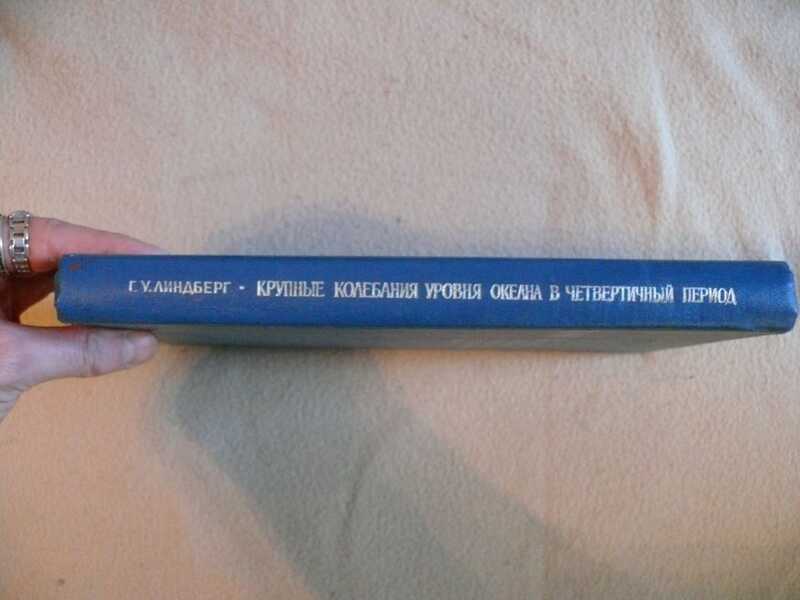 Г. У. ЛИНДБЕРГ • КРУПНЫЕ КОЛЕБАНИЯ УРОВНЯ ОКЕАНА В ЧЕТВЕРТИЧНЫЙ ПЕРИОД